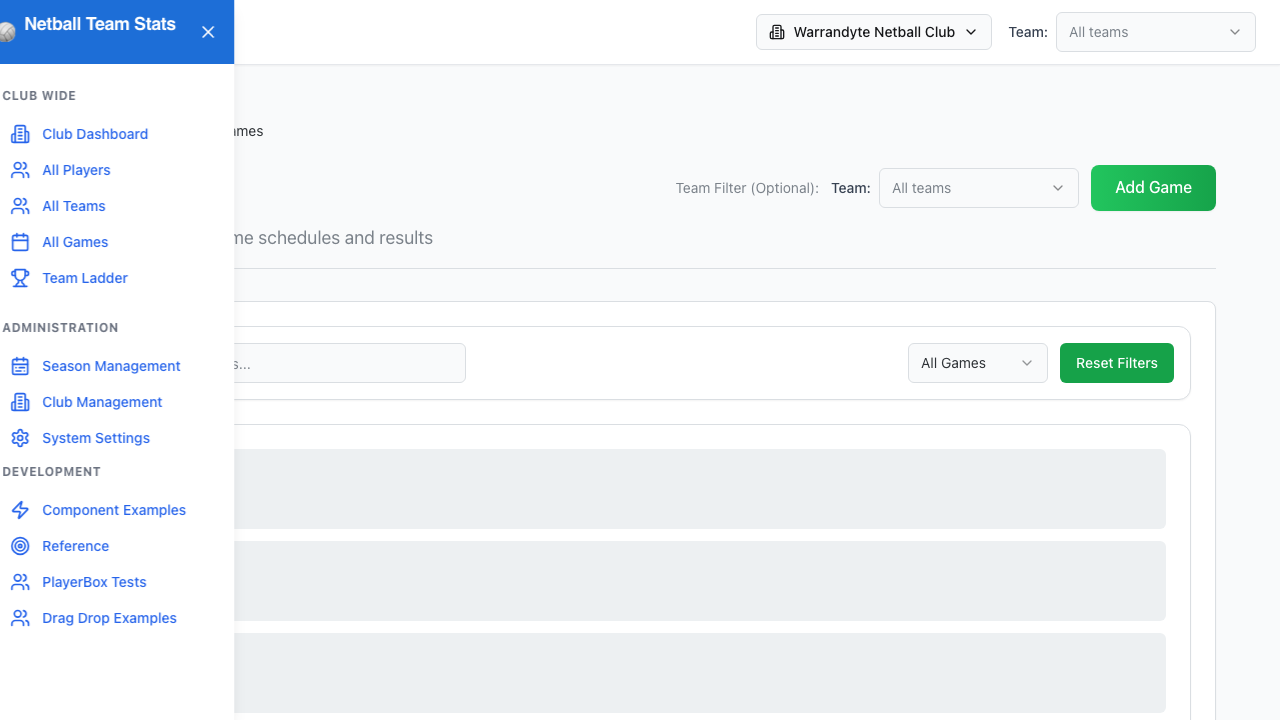 Netball Team Stats
Warrandyte Netball Club
Team:
All teams
CLUB WIDE
Club Dashboard
All Players
All Teams
All Games
Team Ladder
ADMINISTRATION
Season Management
Club Management
System Settings
DEVELOPMENT
Component Examples
Reference
PlayerBox Tests
Drag Drop Examples
Team Filter (Optional):
Team:
All teams
Add Game
schedules and results
All Games
Reset Filters